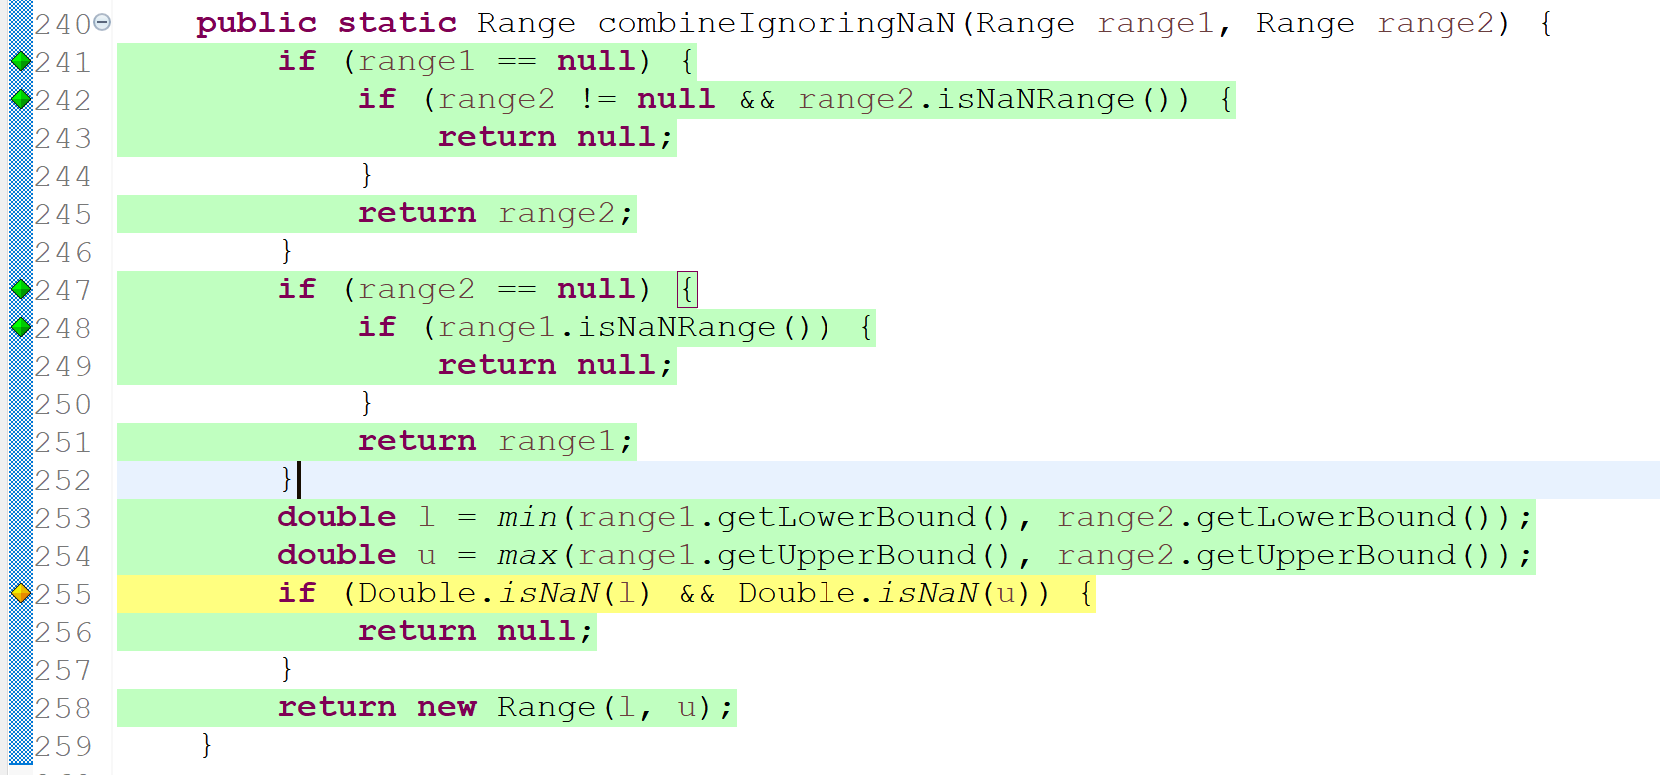 240 public static Range combineIgnoringNaN(Range range1, Range range2) {
241 if (range1 == null) {
242 if (range2 != null && range2.isNaNRange()) {
243 return null;
244 }
245 return range2;
246 }
247 if (range2 == null) {
248 if (range1.isNaNRange()) {
249 return null;
250 }
251 return range1;
252 }
253 double l = min(range1.getLowerBound(), range2.getLowerBound());
254 double u = max(range1.getUpperBound(), range2.getUpperBound());
255 if (Double.isNaN(l) && Double.isNaN(u)) {
256 return null;
257 }
258 return new Range(l, u);
259 }